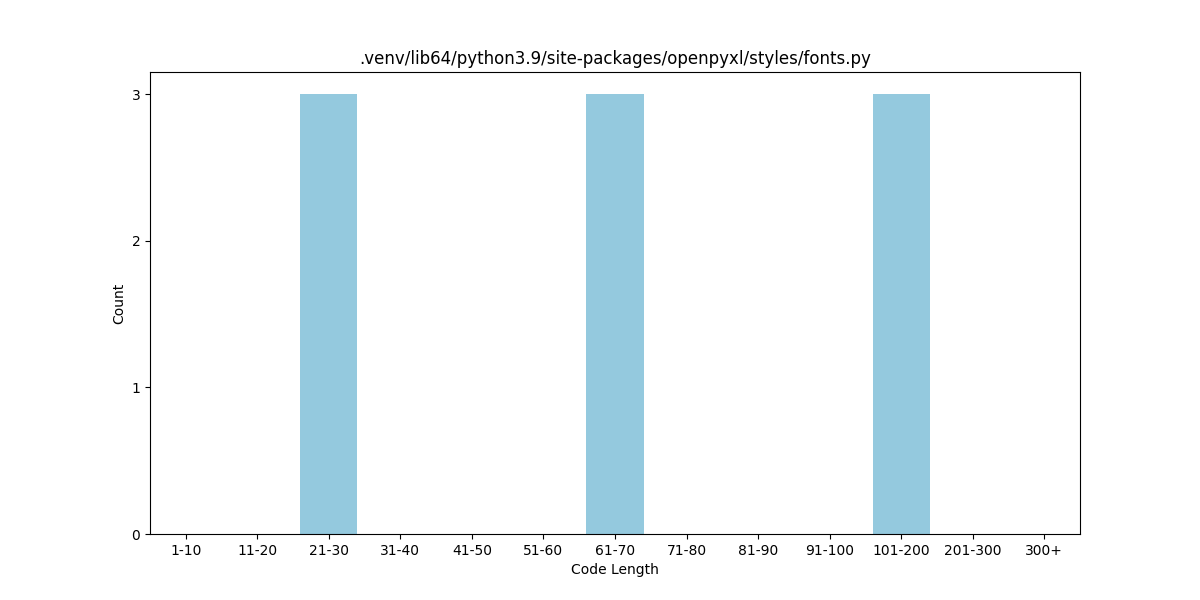 .venv/lib64/python3.9/site-packages/openpyxl/styles/fonts.py
3
2
1
0
Count
1-10 11-20 21-30 31-40 41-50 51-60 61-70 71-80 81-90 91-100 101-200 201-300 300+
Code Length